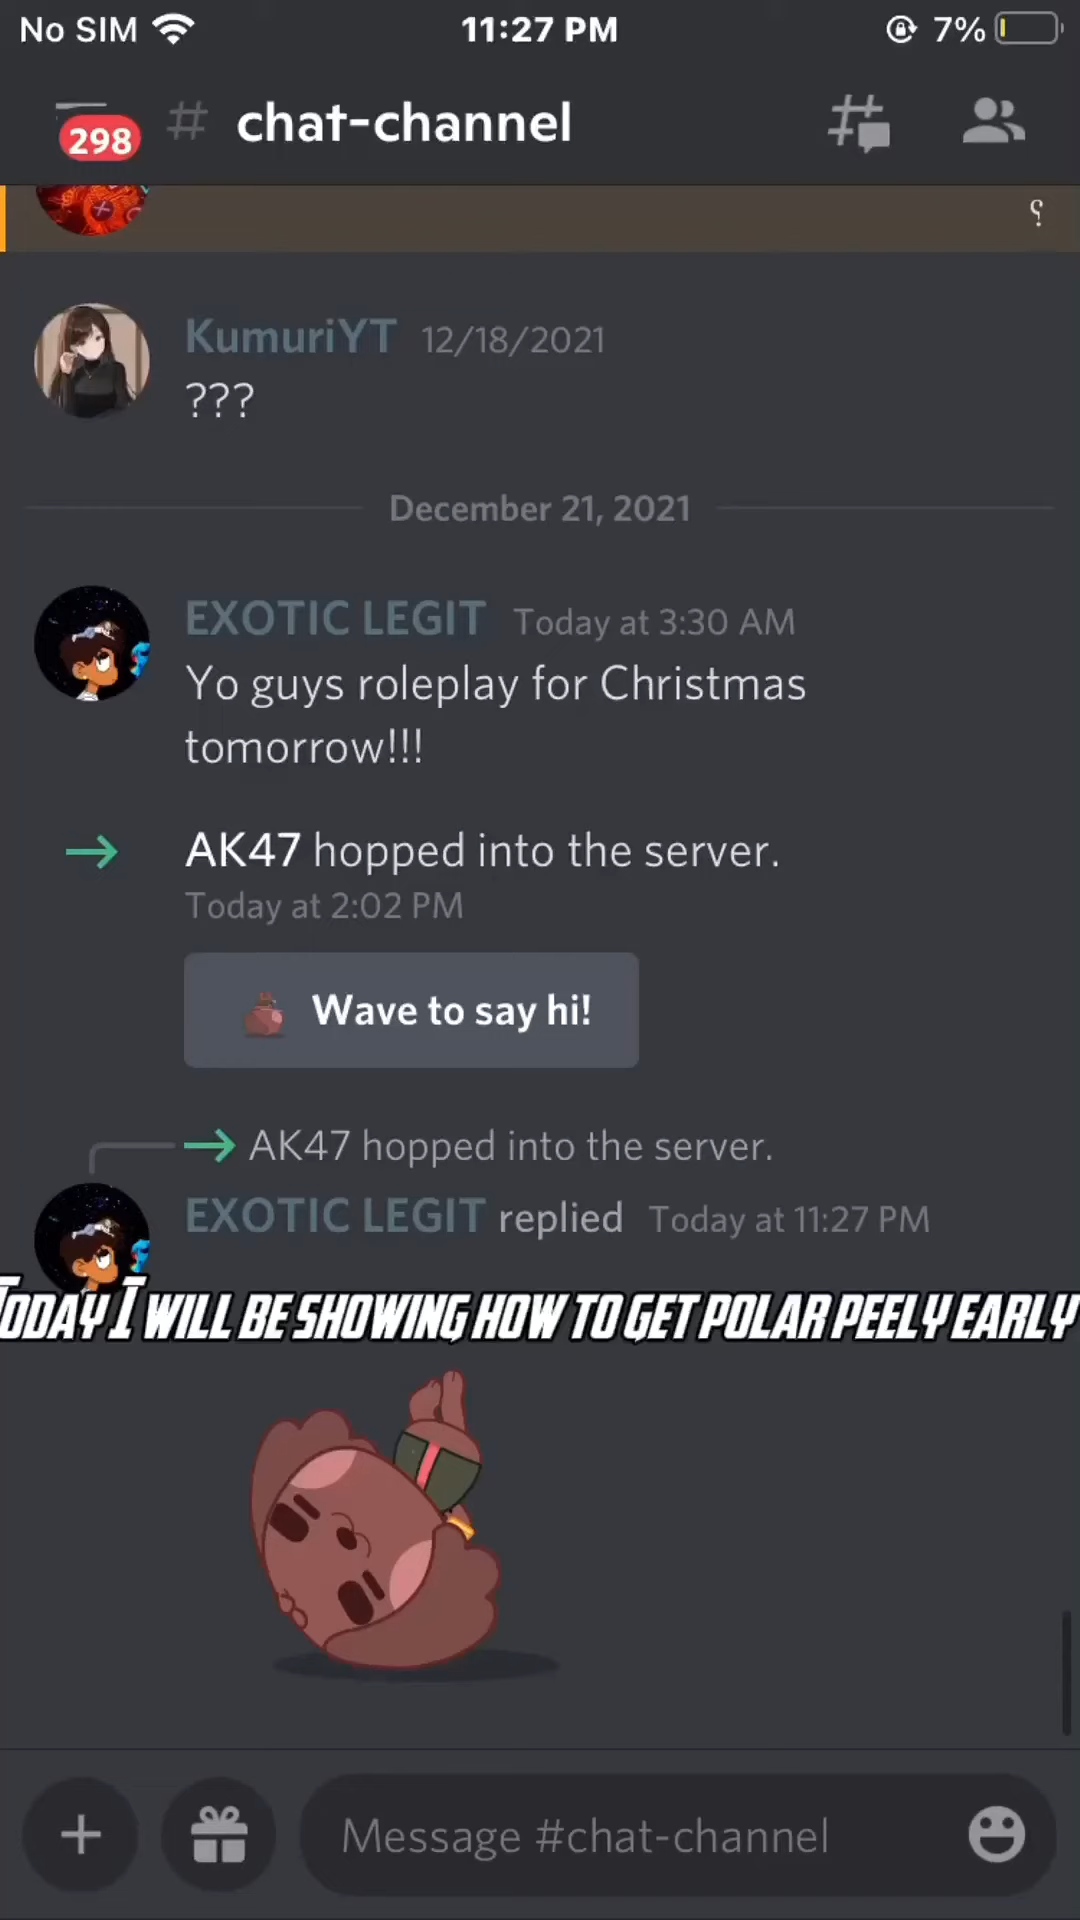 No SIM 11:27 PM 7%
298 # chat-channel
؟
KumuriYT 12/18/2021
???
December 21, 2021
EXOTIC LEGIT Today at 3:30 AM
Yo guys roleplay for Christmas
tomorrow!!!
AK47 hopped into the server.
Today at 2:02 PM
Wave to say hi!
AK47 hopped into the server.
EXOTIC LEGIT replied Today at 11:27 PM
TODAY I WILL BE SHOWING HOW TO GET POLAR PEELY EARLY
Message #chat-channel